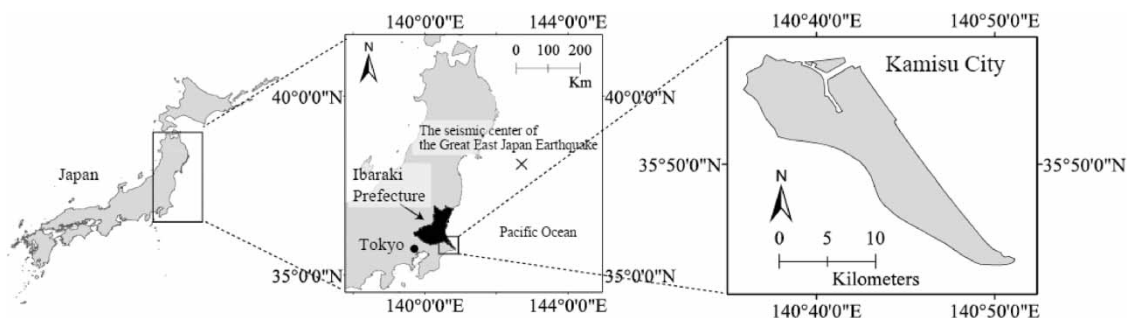 Japan
140°0'0"E 144°0'0"E
N
0 100 200
Km
40°0'0"N
40°0'0"N
The seismic center of
the Great East Japan Earthquake
Ibaraki
Prefecture
Tokyo
Pacific Ocean
35°0'0"N
35°0'0"N
140°0'0"E 144°0'0"E
140°40'0"E 140°50'0"E
Kamisu City
35°50'0"N
35°50'0"N
N
0 5 10
Kilometers
140°40'0"E 140°50'0"E